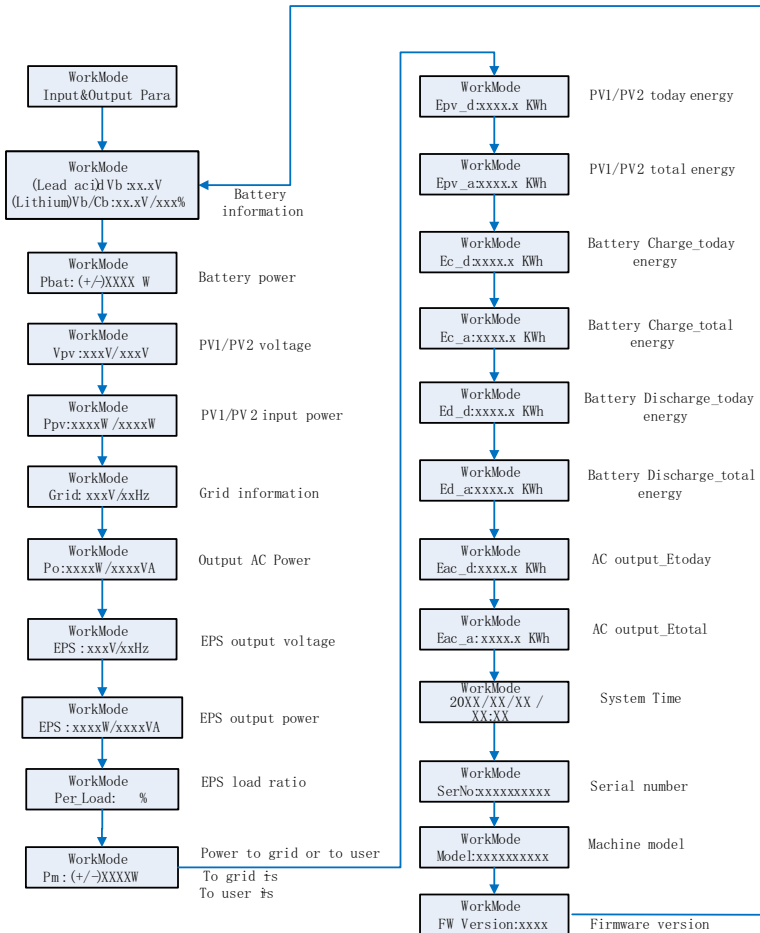 WorkMode
Input&Output Para
WorkMode
(Lead acid)Vb:xx.xV
(Lithium)Vb/Cb:xx.xV/xxx%
Battery
information
WorkMode
Pbat:(+/-)XXXX W
Battery power
WorkMode
Vpv:xxxV/xxxV
PV1/PV2 voltage
WorkMode
Ppv:xxxxW/xxxxW
PV1/PV2 input power
WorkMode
Grid: xxxV/xxHz
Grid information
WorkMode
Po:xxxxW/xxxxVA
Output AC Power
WorkMode
EPS:xxxV/xxHz
EPS output voltage
WorkMode
EPS:xxxxW/xxxxVA
EPS output power
WorkMode
Per_Load: %
EPS load ratio
WorkMode
Pm:(+/-)XXXXW
Power to grid or to user
To grid is
To user is
WorkMode
Epv_d:xxxx.x KWh
PV1/PV2 today energy
WorkMode
Epv_a:xxxx.x KWh
PV1/PV2 total energy
WorkMode
Ec_d:xxxx.x KWh
Battery Charge_today
energy
WorkMode
Ec_a:xxxx.x KWh
Battery Charge_total
energy
WorkMode
Ed_d:xxxx.x KWh
Battery Discharge_today
energy
WorkMode
Ed_a:xxxx.x KWh
Battery Discharge_total
energy
WorkMode
Eac_d:xxxx.x KWh
AC output_Etoday
WorkMode
Eac_a:xxxx.x KWh
AC output_Etotal
WorkMode
20XX/XX/XX /
XX:XX
System Time
WorkMode
SerNo:xxxxxxxxxx
Serial number
WorkMode
Model:xxxxxxxxxx
Machine model
WorkMode
FW Version:xxxx
Firmware version